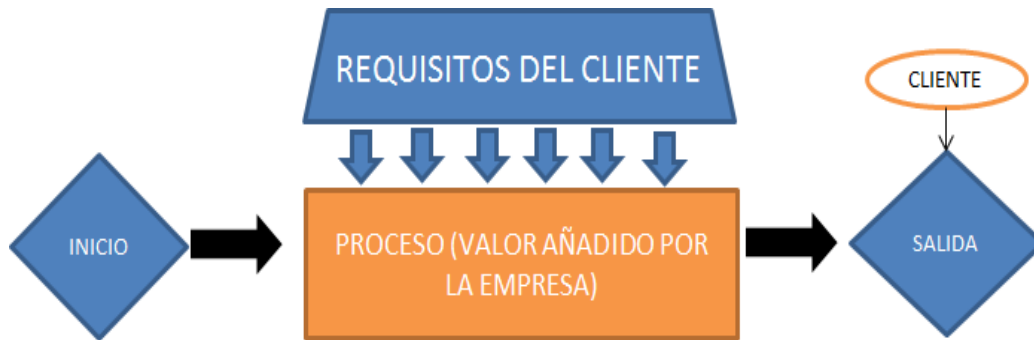 REQUISITOS DEL CLIENTE
CLIENTE
INICIO
PROCESO (VALOR AÑADIDO POR
LA EMPRESA)
SALIDA